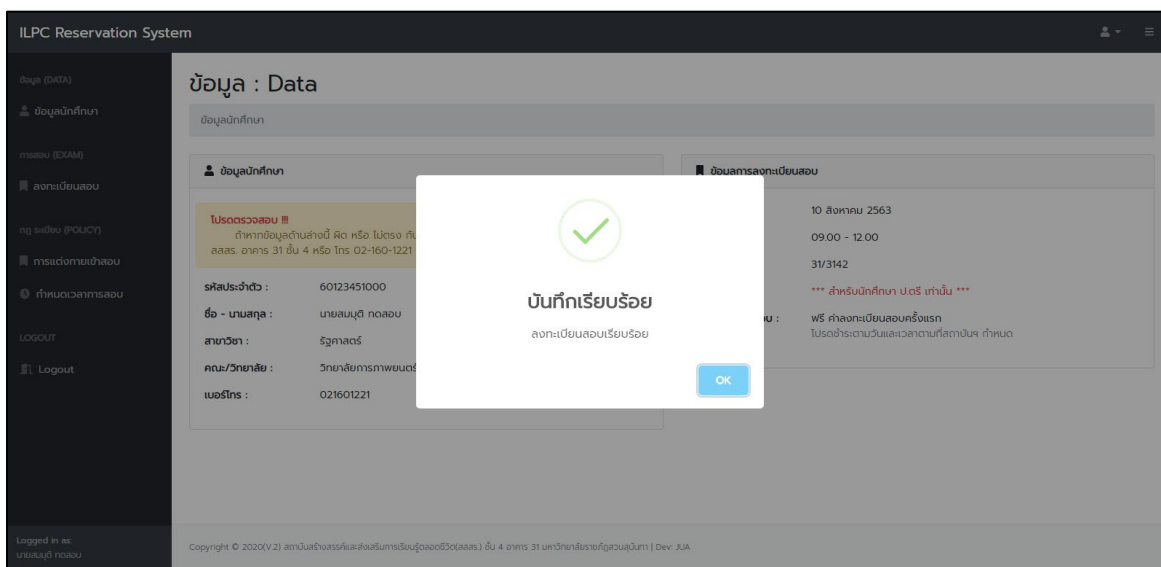 ILPC Reservation System
ข้อมูล (DATA)
ข้อมูลนักศึกษา
การสอบ (EXAM)
ลงทะเบียนสอบ
กฎ ระเบียบ (POLICY)
การแต่งกายเข้าสอบ
กำหนดเวลาการสอบ
LOGOUT
Logout
Logged in as:
นายสมมุติ ทดสอบ
ข้อมูล : Data
ข้อมูลนักศึกษา
ข้อมูลนักศึกษา
โปรดตรวจสอบ !!!
ถ้าหากข้อมูลด้านล่างนี้ ผิด หรือ ไม่ตรง
สสสร. อาคาร 31 ชั้น 4 หรือ โทร 02-160-1221
รหัสประจำตัว : 60123451000
ชื่อ - นามสกุล : นายสมมุติ ทดสอบ
สาขาวิชา : รัฐศาสตร์
คณะ/วิทยาลัย : วิทยาลัยการภาพยนตร์
เบอร์โทร : 021601221
บันทึกเรียบร้อย
ลงทะเบียนสอบเรียบร้อย
OK
ข้อมูลการลงทะเบียนสอบ
10 สิงหาคม 2563
09.00 - 12.00
31/3142
*** สำหรับนักศึกษา ป.ตรี เท่านั้น ***
ฟรี ค่าลงทะเบียนสอบครั้งแรก
โปรดชำระตามวันและเวลาตามที่สถาบันฯ กำหนด
Copyright © 2020(V.2) สถาบันสร้างสรรค์และส่งเสริมการเรียนรู้ตลอดชีวิต(สสสร.) ชั้น 4 อาคาร 31 มหาวิทยาลัยราชภัฏสวนสุนันทา | Dev: JUA